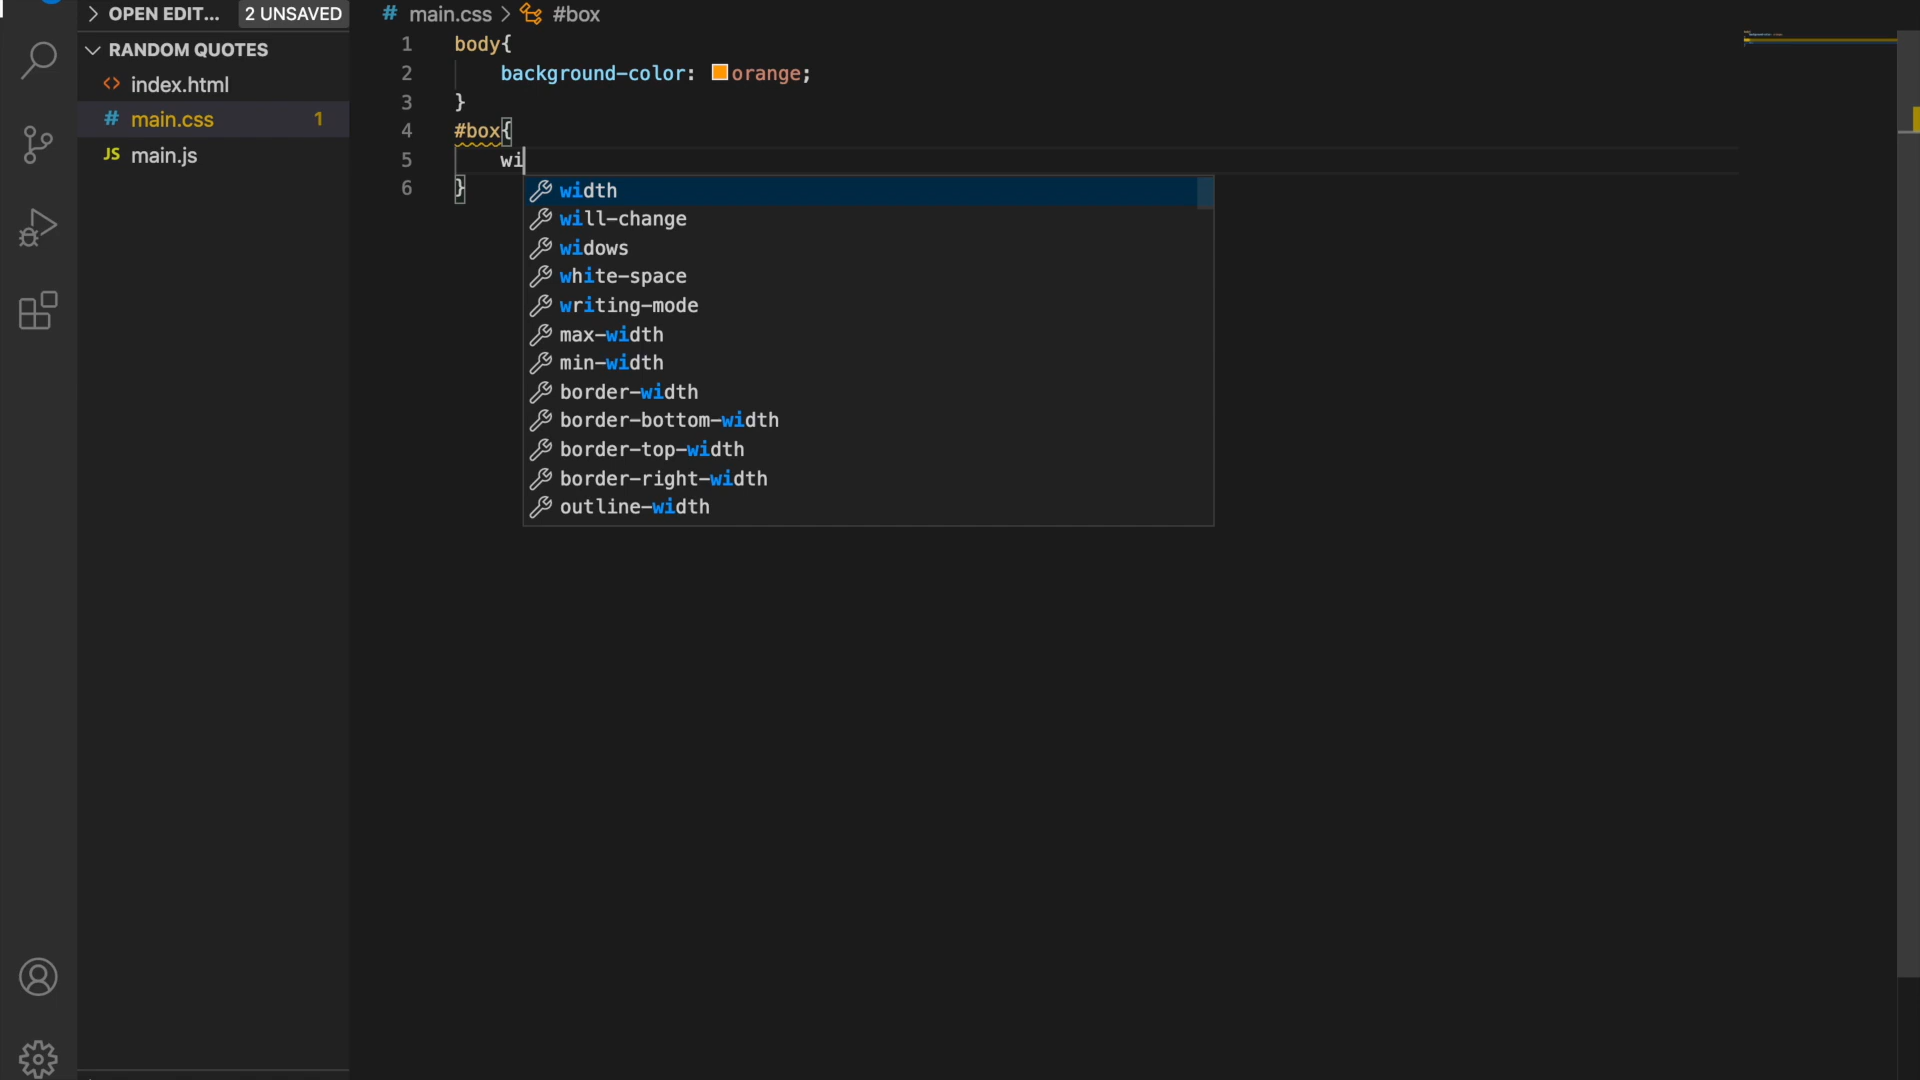 OPEN EDIT... 2 UNSAVED
RANDOM QUOTES
<> index.html
# main.css 1
JS main.js
# main.css > #box
1 body{
2 background-color: orange;
3 }
4 #box{
5 wi
6 }
width
will-change
widows
white-space
writing-mode
max-width
min-width
border-width
border-bottom-width
border-top-width
border-right-width
outline-width